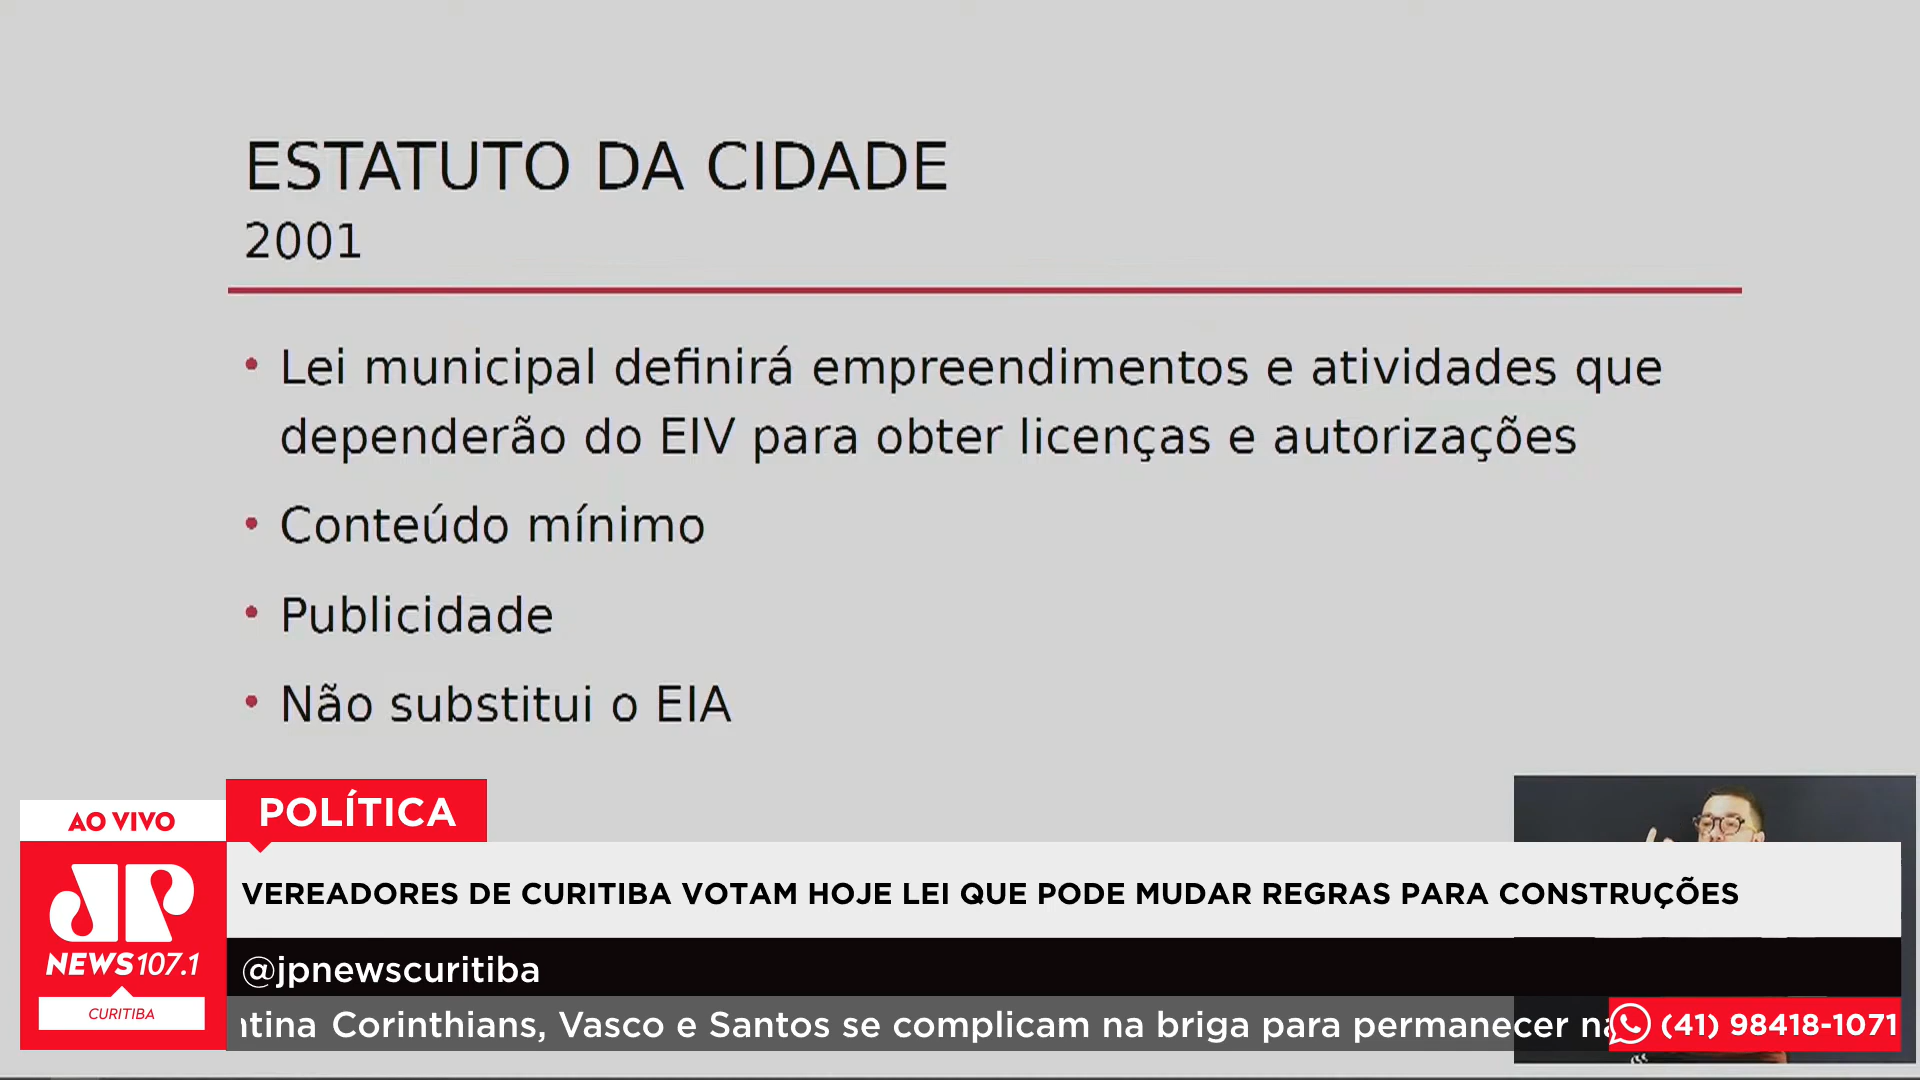 ESTATUTO DA CIDADE
2001
• Lei municipal definirá empreendimentos e atividades que
dependerão do EIV para obter licenças e autorizações
• Conteúdo mínimo
• Publicidade
• Não substitui o EIA
POLÍTICA
AO VIVO
VEREADORES DE CURITIBA VOTAM HOJE LEI QUE PODE MUDAR REGRAS PARA CONSTRUÇÕES
JP
NEWS 107.1
CURITIBA
@jpnewscuritiba
Corinthians, Vasco e Santos se complicam na briga para permanecer
(41) 98418-1071